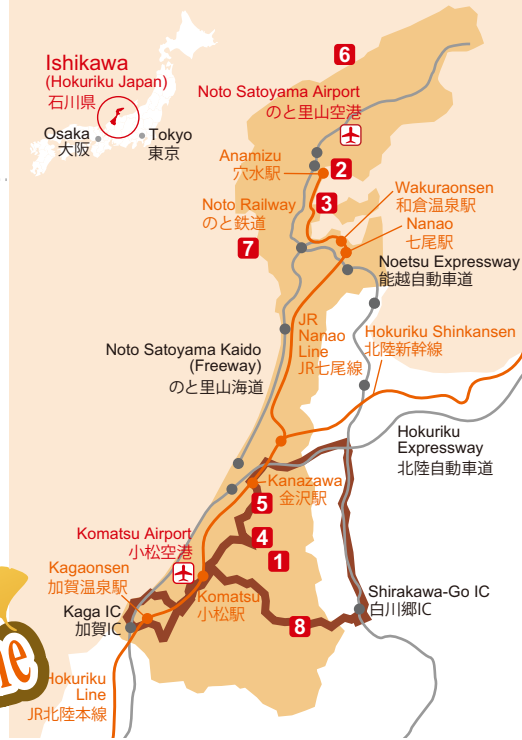 Ishikawa
(Hokuriku Japan)
石川県
Osaka
大阪
Tokyo
東京
6
Noto Satoyama Airport
のと里山空港
Anamizu
穴水駅
2
Noto Railway
のと鉄道
3
Wakuraonsen
和倉温泉駅
Nanao
七尾駅
7
Noetsu Expressway
能越自動車道
JR
Nanao
Line
JR七尾線
Hokuriku Shinkansen
北陸新幹線
Noto Satoyama Kaido
(Freeway)
のと里山海道
Hokuriku
Expressway
北陸自動車道
Kanazawa
金沢駅
5
4
1
Komatsu Airport
小松空港
Kagaonsen
加賀温泉駅
Komatsu
小松駅
Kaga IC
加賀IC
Shirakawa-Go IC
白川郷IC
8
Hokuriku
Line
JR北陸本線